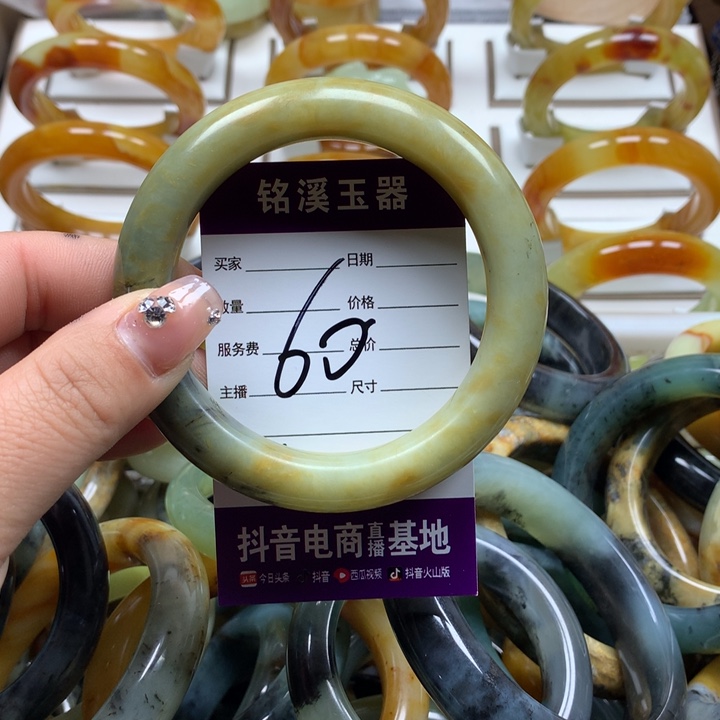 铭溪玉器
买家 日期
数量 价格
服务费 总价
主播 尺寸
60
抖音电商直播基地
头条 今日头条 抖音 西瓜视频 抖音火山版